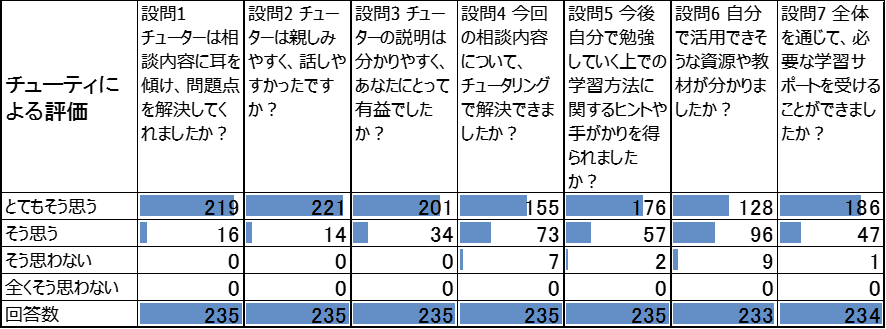 チューティによる評価
設問1 チューターは相談内容に耳を傾け、問題点を解決してくれましたか？
設問2 チューターは親しみやすく、話しやすかったですか？
設問3 チューターの説明は分かりやすく、あなたにとって有益でしたか？
設問4 今回の相談内容について、チュータリングで解決できましたか？
設問5 今後自分で勉強していく上での学習方法に関するヒントや手がかりを得られましたか？
設問6 自分で活用できそうな資源や教材が分かりましたか？
設問7 全体を通じて、必要な学習サポートを受けることができましたか？
とてもそう思う 219 221 201 155 176 128 186
そう思う 16 14 34 73 57 96 47
そう思わない 0 0 0 7 2 9 1
全くそう思わない 0 0 0 0 0 0 0
回答数 235 235 235 235 235 233 234